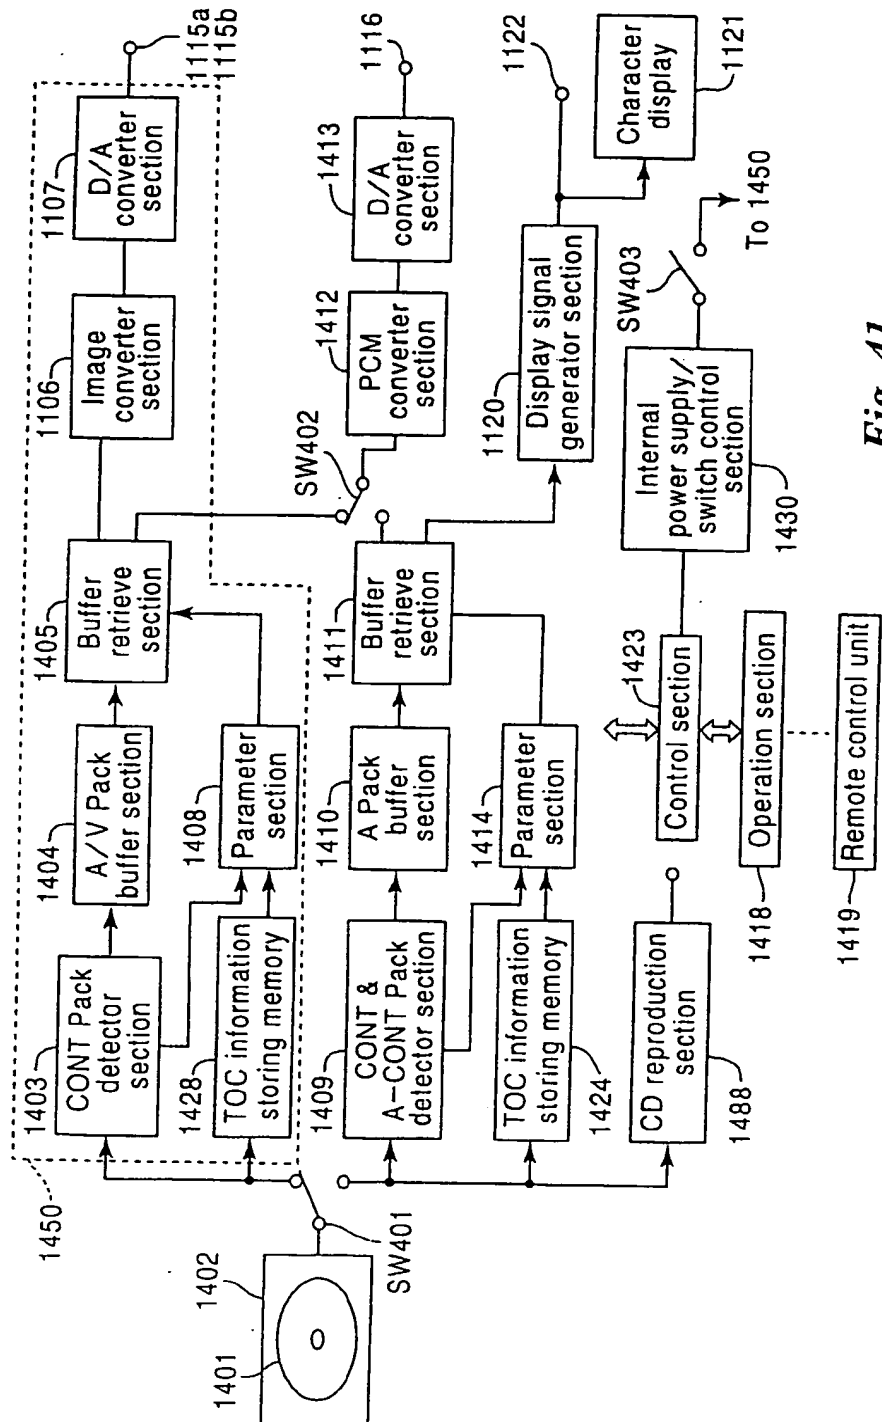 1450
1403
CONT Pack
detector
section
1404
A/V Pack
buffer section
1405
Buffer
retrieve
section
1106
Image
converter
section
1107
D/A
converter
section
1115a
1115b
1428
TOC information
storing memory
1408
Parameter
section
1402
1401
SW401
1409
CONT &
A-CONT Pack
detector section
1410
A Pack
buffer
section
1411
Buffer
retrieve
section
SW402
1412
PCM
converter
section
1413
D/A
converter
section
1116
TOC information
storing memory
1424
1414
Parameter
section
1120
Display signal
generator section
1122
Character
display
1121
CD reproduction
section
1488
1423
Control section
Operation section
1418
Remote control unit
1419
Internal
power supply/
switch control
section
1430
SW403
To 1450
Fig. 41